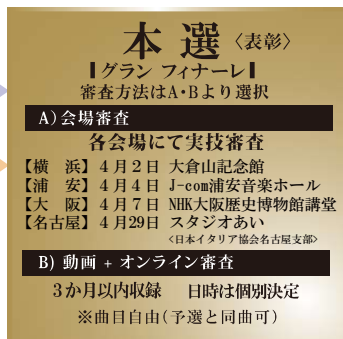 本 選〈表彰〉
グラン フィナーレ
審査方法はA・Bより選択
A)会場審査
各会場にて実技審査
【横 浜】4月2日 大倉山記念館
【浦 安】4月4日 J-com浦安音楽ホール
【大 阪】4月7日 NHK大阪歴史博物館講堂
【名古屋】4月29日 スタジオあい
<日本イタリア協会名古屋支部>
B) 動画 + オンライン審査
3か月以内収録 日時は個別決定
※曲目自由(予選と同曲可)